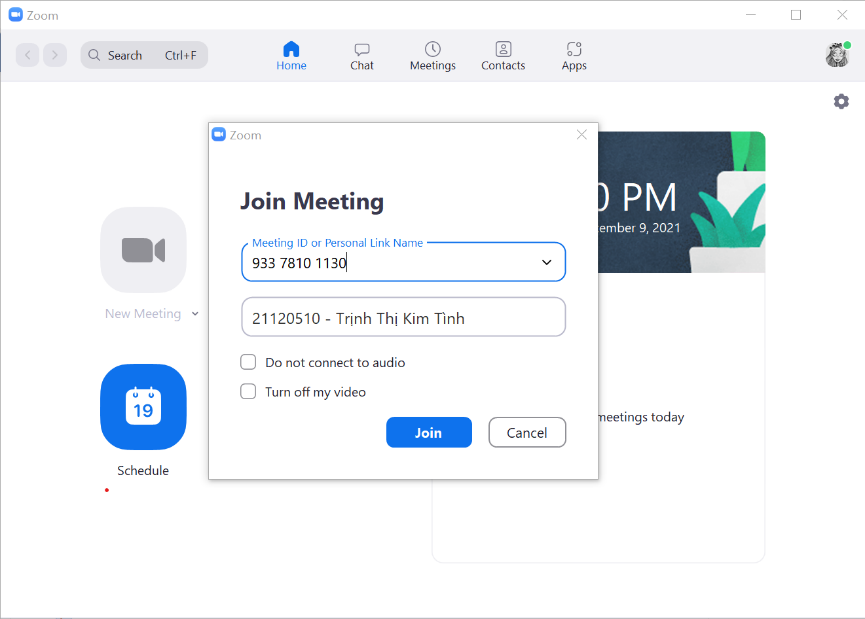 Zoom
Search Ctrl+F
Home
Chat
Meetings
Contacts
Apps
Zoom
Join Meeting
Meeting ID or Personal Link Name
933 7810 1130
21120510 - Trịnh Thị Kim Tình
Do not connect to audio
Turn off my video
Join
Cancel
New Meeting
19
Schedule
0 PM
9, 2021
meetings today